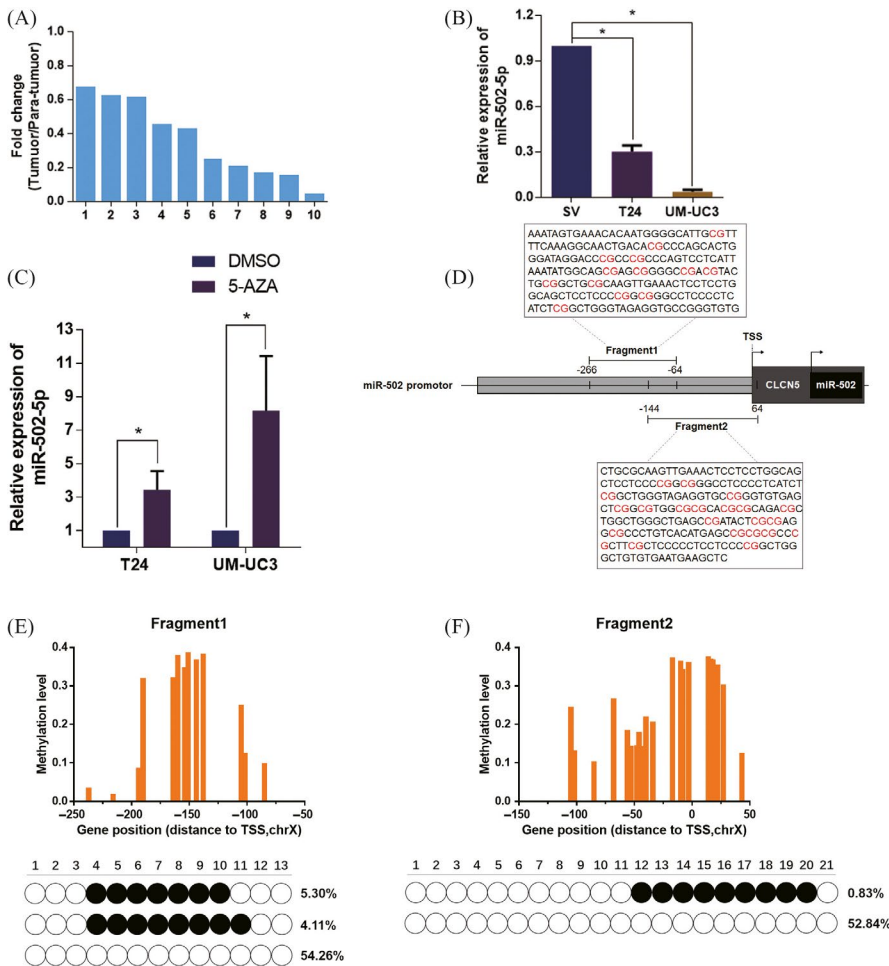 (A)
Fold change
(Tumuor/Para-tumuor)
1.0
0.8
0.6
0.4
0.2
0.0
1 2 3 4 5 6 7 8 9 10
(B)
Relative expression of
miR-502-5p
1.2
0.9
0.6
0.3
0.0
*
*
SV T24 UM-UC3
(C)
DMSO
5-AZA
Relative expression of
miR-502-5p
13
11
9
7
5
3
1
*
*
T24 UM-UC3
(D)
AAATAGTGAAACACAATGGGGCATTGCGTT
TTCAAAGGCAACTGACACGCCCAGCACTG
GGATAGGACCCGCCCGCCCAGTCCTCATT
AAATATGGCAGCGAGCGGGGCCGACGTAC
TGCGGCTGCGCAAGTTGAAACTCCTCCTG
GCAGCTCCTCCCCGGCGGGCCTCCCCTC
ATCTCGGCTGGGTAGAGGTGCCGGGTGTG
TSS
Fragment1
-266 -64
miR-502 promotor
CLCN5 miR-502
-144 64
Fragment2
CTGCGCAAGTTGAAACTCCTCCTGGCAG
CTCCTCCCCGGCGGGCCTCCCCTCATCT
CGGCTGGGTAGAGGTGCCGGGTGTGAG
CTCGGCGTGGCGCGCACGCGCAGACGC
TGGCTGGGCTGAGCCGATACTCGCGAG
GCGCCCTGTCACATGAGCCGCGCGCCC
GCTTCGCTCCCCCTCCTCCCCGGCTGG
GCTGTGTGAATGAAGCTC
(E)
Fragment1
Methylation level
0.4
0.3
0.2
0.1
0.0
−250 −200 −150 −100 −50
Gene position (distance to TSS,chrX)
1 2 3 4 5 6 7 8 9 10 11 12 13
5.30%
4.11%
54.26%
(F)
Fragment2
Methylation level
0.4
0.3
0.2
0.1
0.0
−150 −100 −50 0 50
Gene position (distance to TSS,chrX)
1 2 3 4 5 6 7 8 9 10 11 12 13 14 15 16 17 18 19 20 21
0.83%
52.84%